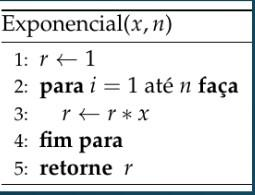 Exponencial(x, n)
1: r ← 1
2: para i = 1 até n faça
3: r ← r * x
4: fim para
5: retorne r